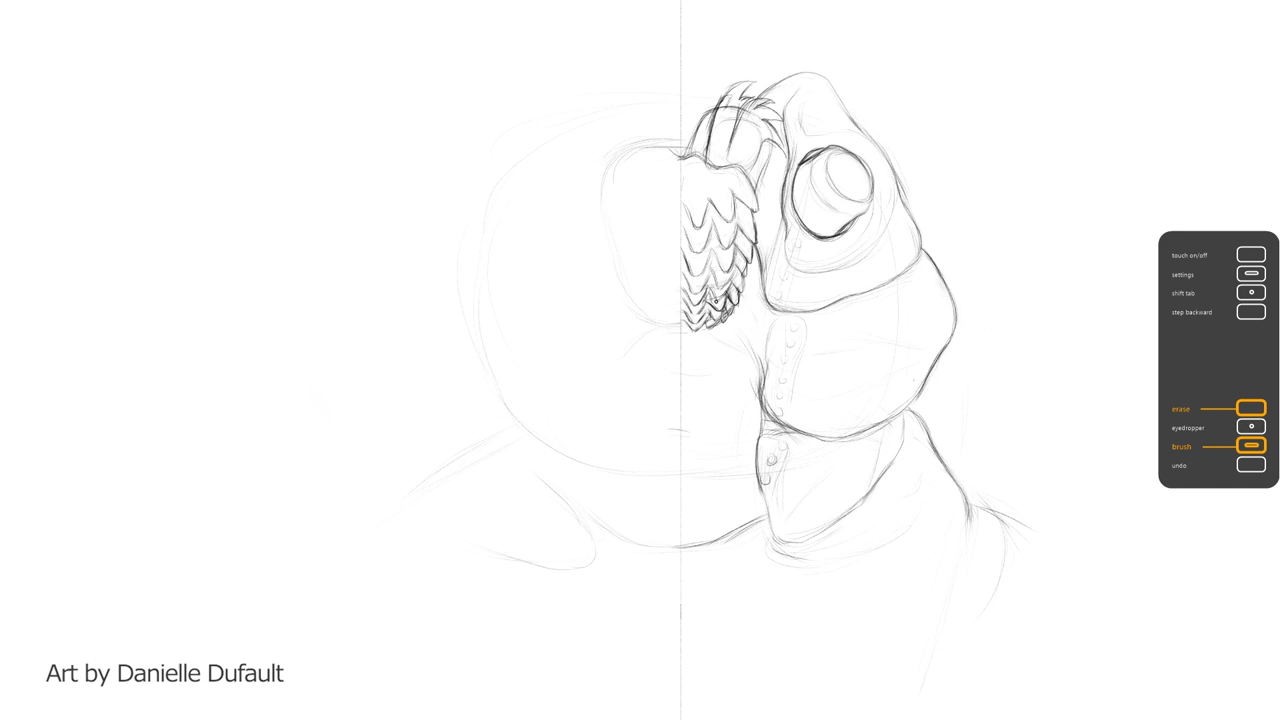 touch on/off
settings
shift tab
step backward
erase
eyedropper
brush
undo
Art by Danielle Dufault